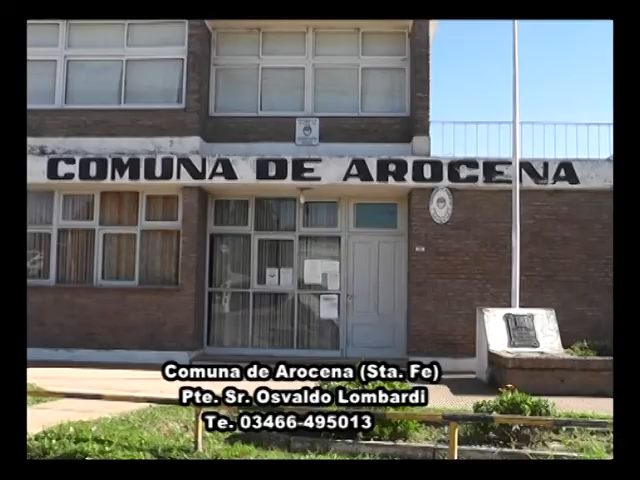 COMUNA DE AROCENA
Comuna de Arocena (Sta. Fe)
Pte. Sr. Osvaldo Lombardi
Te. 03466-495013